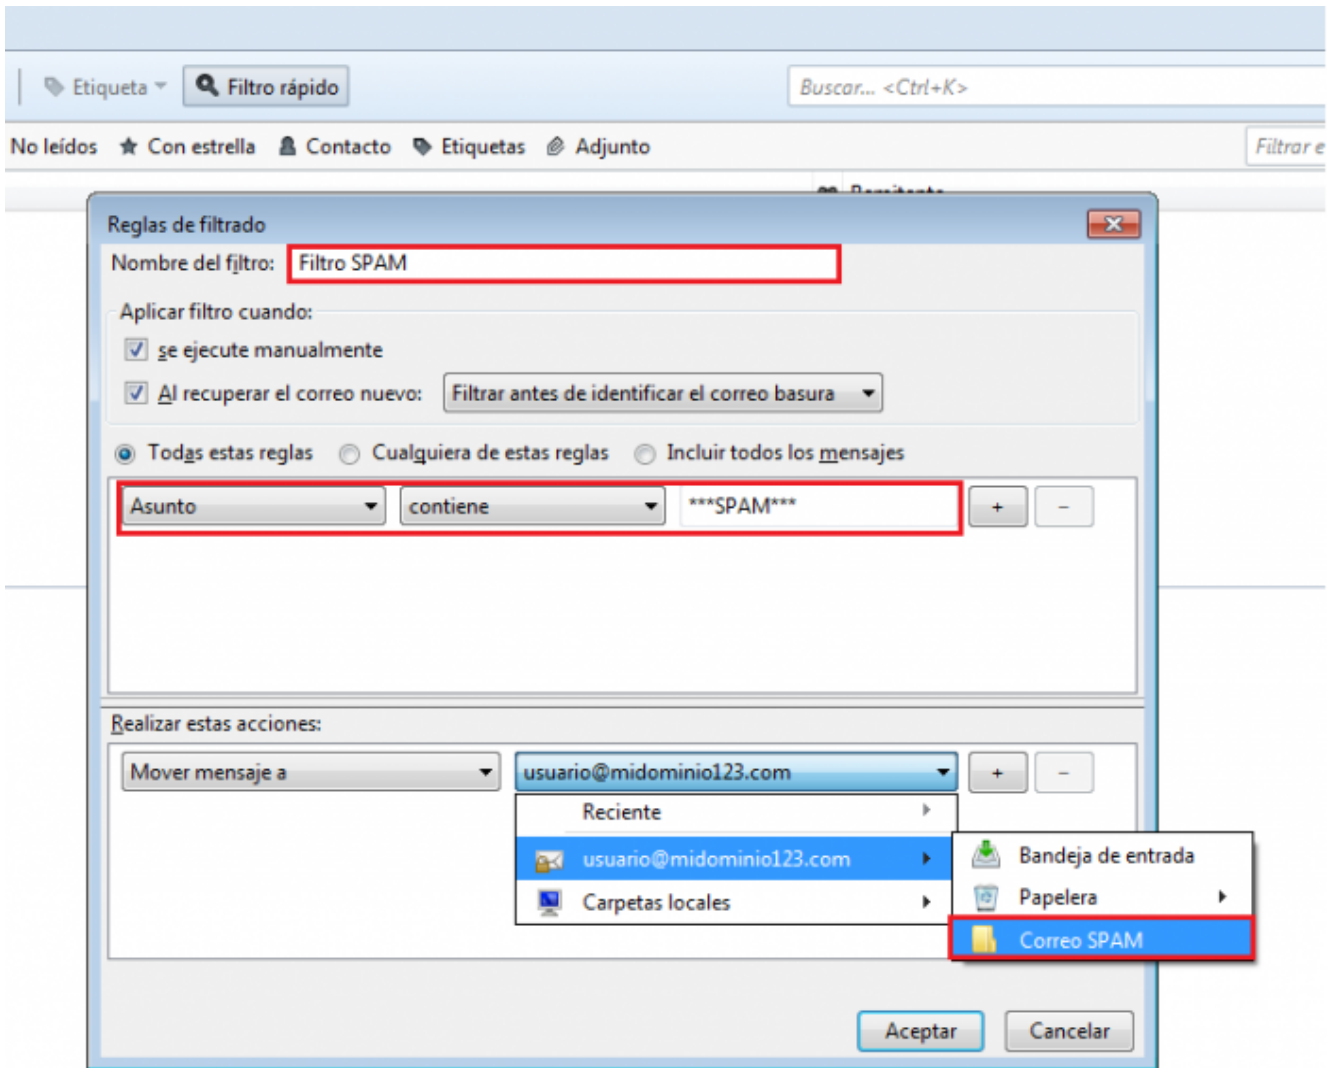 Etiqueta Filtro rápido Buscar... <Ctrl+K>
No leídos Con estrella Contacto Etiquetas Adjunto Filtrar e
Remitente
Reglas de filtrado
Nombre del filtro: Filtro SPAM
Aplicar filtro cuando:
se ejecute manualmente
Al recuperar el correo nuevo: Filtrar antes de identificar el correo basura
Todas estas reglas Cualquiera de estas reglas Incluir todos los mensajes
Asunto contiene ***SPAM*** + −
Realizar estas acciones:
Mover mensaje a usuario@midominio123.com + −
Reciente
usuario@midominio123.com Bandeja de entrada
Carpetas locales Papelera
Correo SPAM
Aceptar Cancelar